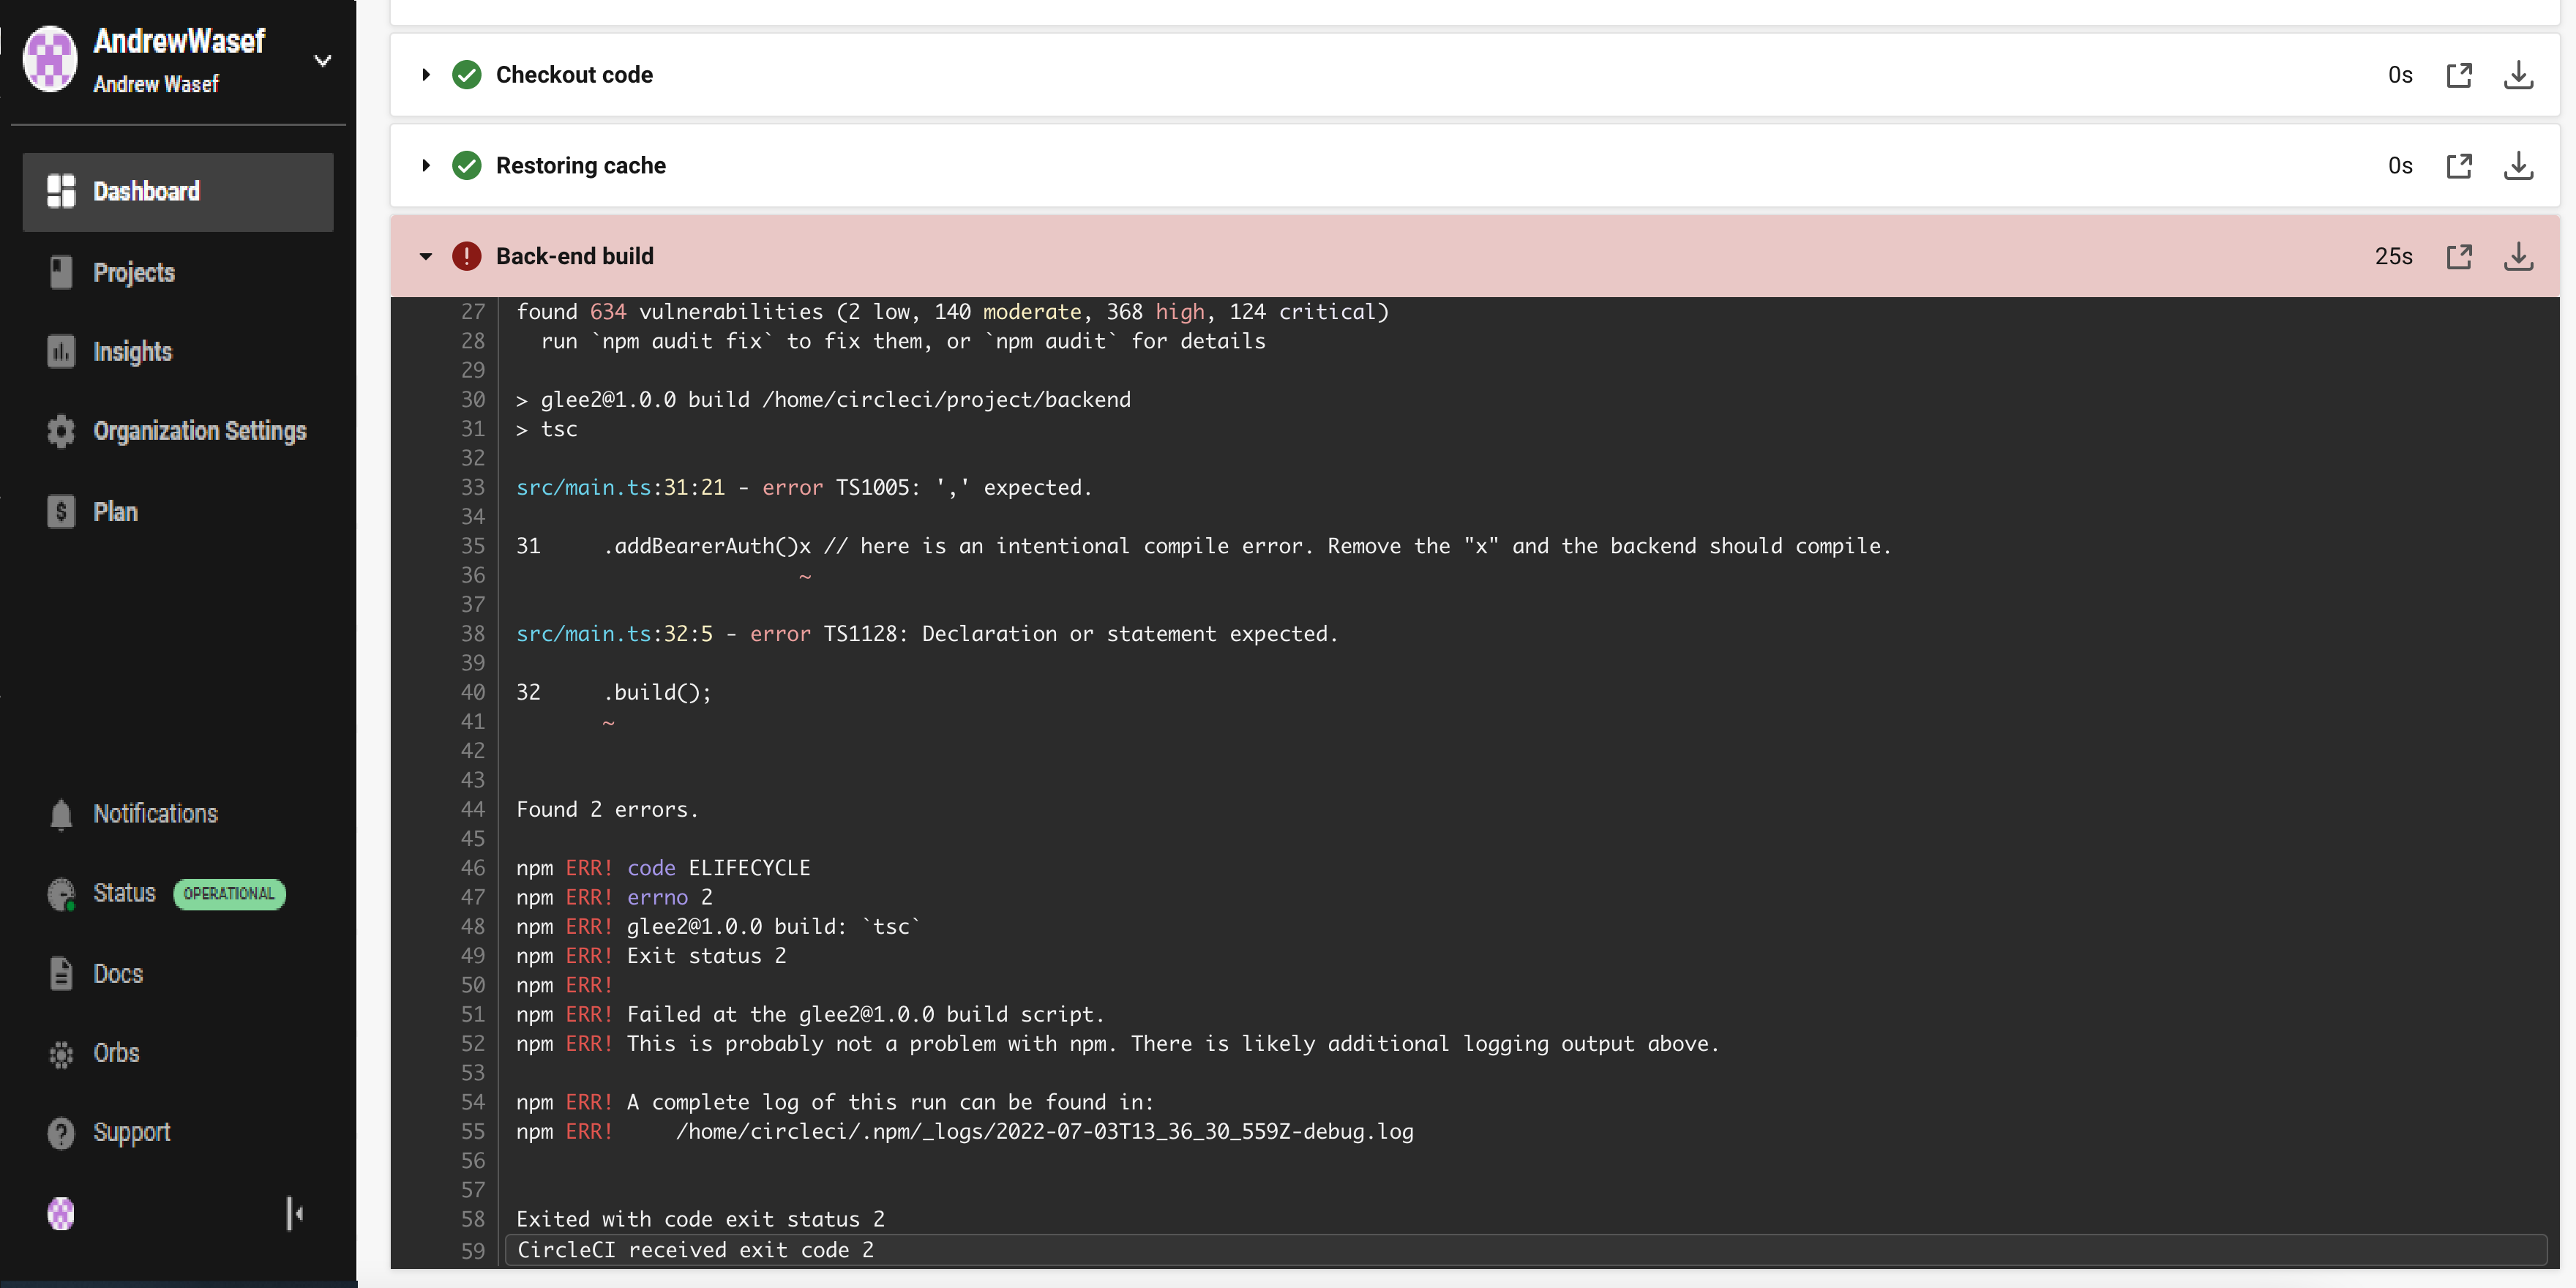 AndrewWasef
Andrew Wasef
Dashboard
Projects
Insights
Organization Settings
Plan
Notifications
Status OPERATIONAL
Docs
Orbs
Support
Checkout code 0s
Restoring cache 0s
Back-end build 25s
27 found 634 vulnerabilities (2 low, 140 moderate, 368 high, 124 critical)
28   run `npm audit fix` to fix them, or `npm audit` for details
29
30 > glee2@1.0.0 build /home/circleci/project/backend
31 > tsc
32
33 src/main.ts:31:21 - error TS1005: ',' expected.
34
35 31     .addBearerAuth()x // here is an intentional compile error. Remove the "x" and the backend should compile.
36                        ~
37
38 src/main.ts:32:5 - error TS1128: Declaration or statement expected.
39
40 32     .build();
41        ~
42
43
44 Found 2 errors.
45
46 npm ERR! code ELIFECYCLE
47 npm ERR! errno 2
48 npm ERR! glee2@1.0.0 build: `tsc`
49 npm ERR! Exit status 2
50 npm ERR!
51 npm ERR! Failed at the glee2@1.0.0 build script.
52 npm ERR! This is probably not a problem with npm. There is likely additional logging output above.
53
54 npm ERR! A complete log of this run can be found in:
55 npm ERR!     /home/circleci/.npm/_logs/2022-07-03T13_36_30_559Z-debug.log
56
57
58 Exited with code exit status 2
59 CircleCI received exit code 2